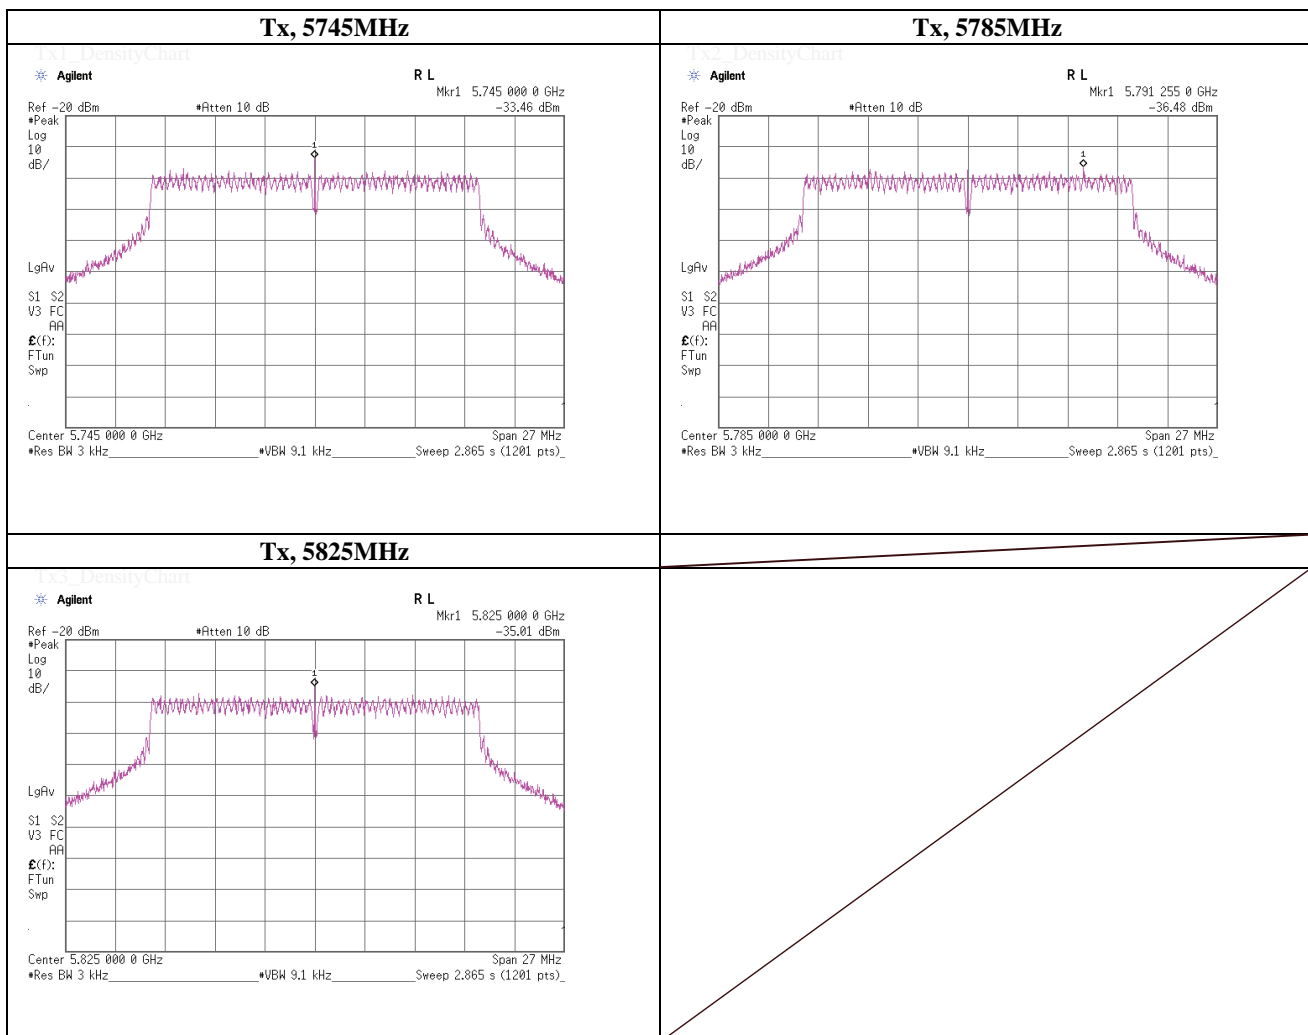 Tx, 5745MHz
Tx1_DensityChart
Agilent
R L
Mkr1 5.745 000 0 GHz
Ref -20 dBm #Atten 10 dB -33.46 dBm
#Peak
Log
10
dB/
1
LgAv
S1 S2
V3 FC
AA
£(f):
FTun
Swp
Center 5.745 000 0 GHz Span 27 MHz
#Res BW 3 kHz #VBW 9.1 kHz Sweep 2.865 s (1201 pts)
Tx, 5785MHz
Tx2_DensityChart
Agilent
R L
Mkr1 5.791 255 0 GHz
Ref -20 dBm #Atten 10 dB -36.48 dBm
#Peak
Log
10
dB/
1
LgAv
S1 S2
V3 FC
AA
£(f):
FTun
Swp
Center 5.785 000 0 GHz Span 27 MHz
#Res BW 3 kHz #VBW 9.1 kHz Sweep 2.865 s (1201 pts)
Tx, 5825MHz
Tx3_DensityChart
Agilent
R L
Mkr1 5.825 000 0 GHz
Ref -20 dBm #Atten 10 dB -35.01 dBm
#Peak
Log
10
dB/
1
LgAv
S1 S2
V3 FC
AA
£(f):
FTun
Swp
Center 5.825 000 0 GHz Span 27 MHz
#Res BW 3 kHz #VBW 9.1 kHz Sweep 2.865 s (1201 pts)